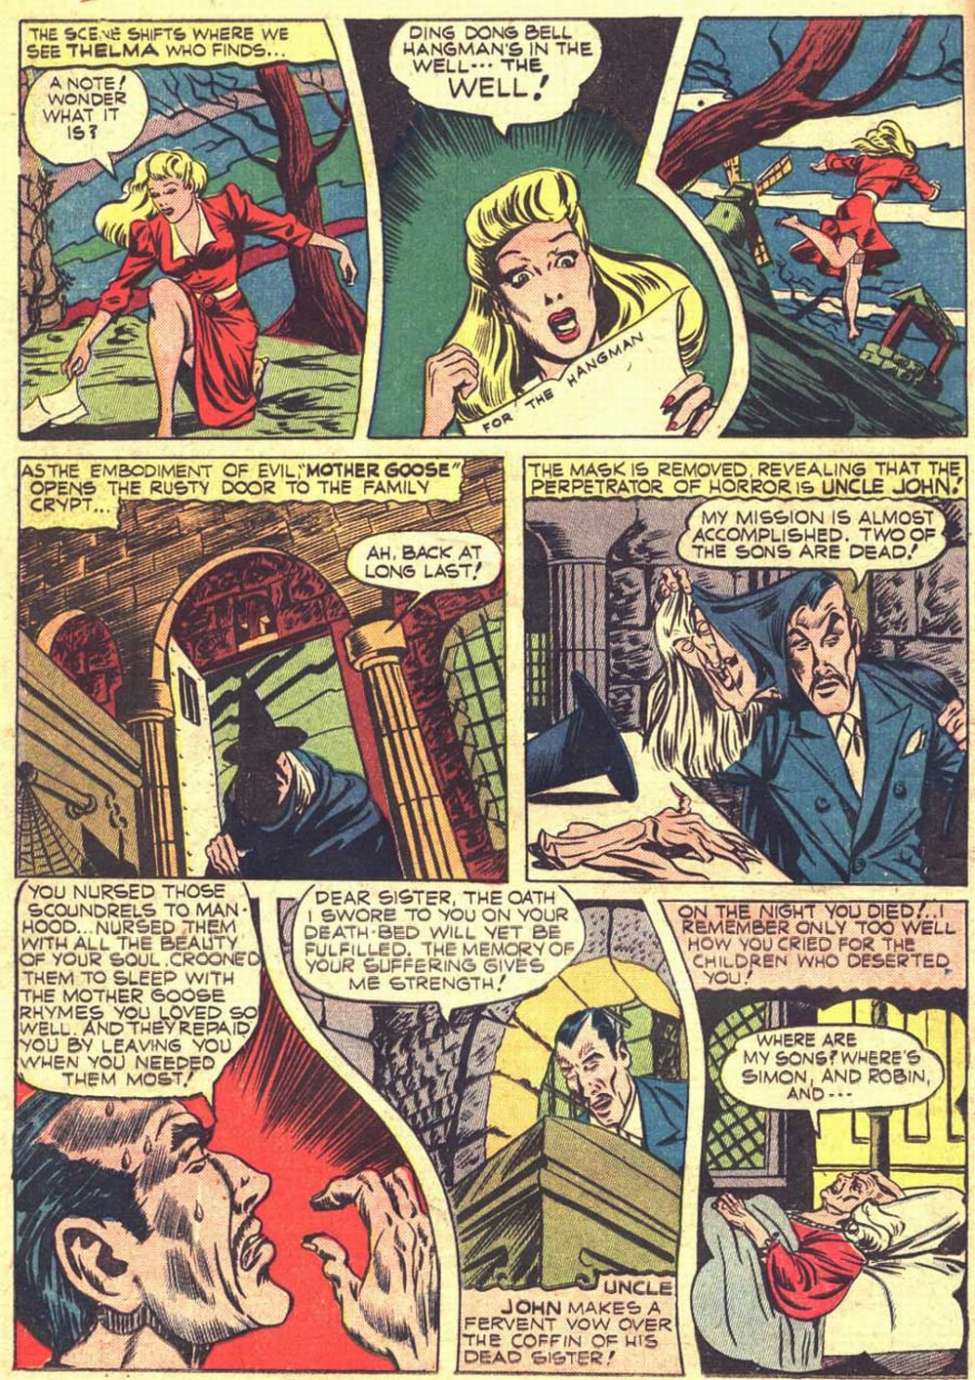 THE SCENE SHIFTS WHERE WE
SEE THELMA WHO FINDS...
A NOTE!
WONDER
WHAT IT
IS?
DING DONG BELL
HANGMAN'S IN THE
WELL--- THE
WELL!
FOR THE HANGMAN
AS THE EMBODIMENT OF EVIL, "MOTHER GOOSE"
OPENS THE RUSTY DOOR TO THE FAMILY
CRYPT...
AH, BACK AT
LONG LAST!
THE MASK IS REMOVED, REVEALING THAT THE
PERPETRATOR OF HORROR IS UNCLE JOHN!
MY MISSION IS ALMOST
ACCOMPLISHED. TWO OF
THE SONS ARE DEAD!
YOU NURSED THOSE
SCOUNDRELS TO MAN-
HOOD... NURSED THEM
WITH ALL THE BEAUTY
OF YOUR SOUL. CROONED
THEM TO SLEEP WITH
THE MOTHER GOOSE
RHYMES YOU LOVED SO
WELL. AND THEY REPAID
YOU BY LEAVING YOU
WHEN YOU NEEDED
THEM MOST!
DEAR SISTER, THE OATH
I SWORE TO YOU ON YOUR
DEATH-BED WILL YET BE
FULFILLED. THE MEMORY OF
YOUR SUFFERING GIVES
ME STRENGTH!
UNCLE
JOHN MAKES A
FERVENT VOW OVER
THE COFFIN OF HIS
DEAD SISTER!
ON THE NIGHT YOU DIED!..I
REMEMBER ONLY TOO WELL
HOW YOU CRIED FOR THE
CHILDREN WHO DESERTED
YOU!
WHERE ARE
MY SONS? WHERE'S
SIMON, AND ROBIN,
AND---